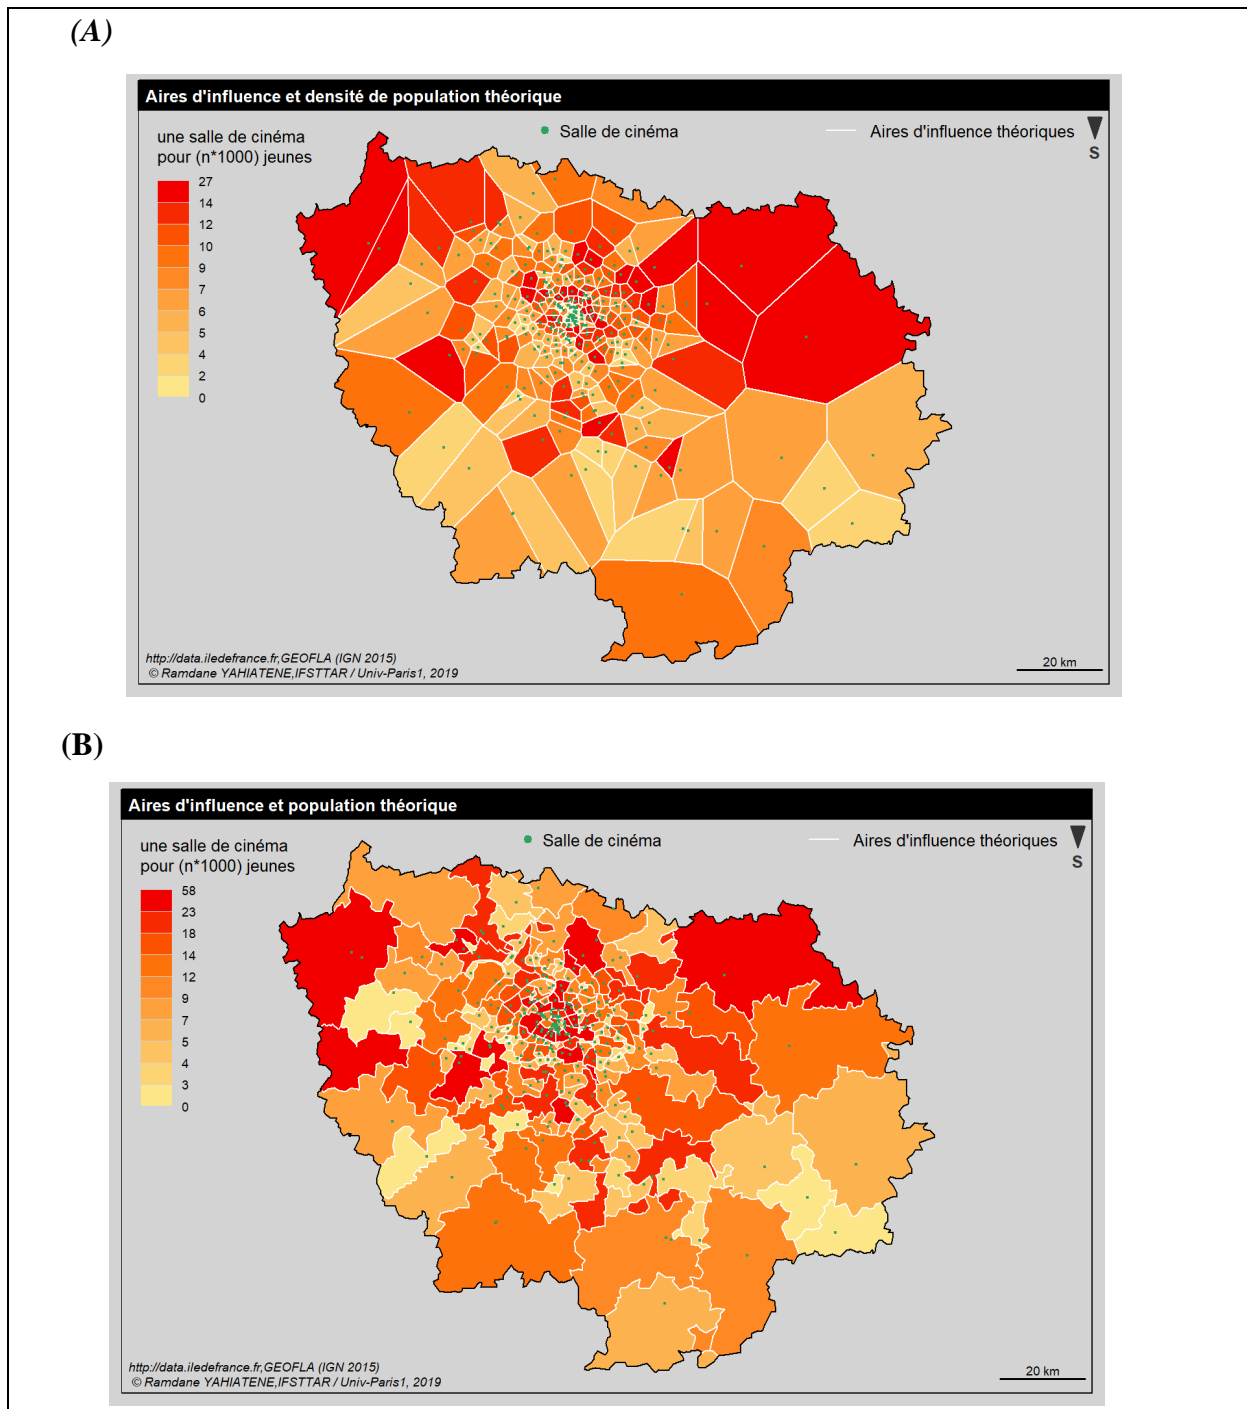 (A)
Aires d'influence et densité de population théorique
une salle de cinéma
pour (n*1000) jeunes
Salle de cinéma
Aires d'influence théoriques
S
27
14
12
10
9
7
6
5
4
2
0
http://data.iledefrance.fr,GEOFLA (IGN 2015)
© Ramdane YAHIATENE,IFSTTAR / Univ-Paris1, 2019
20 km
(B)
Aires d'influence et population théorique
une salle de cinéma
pour (n*1000) jeunes
Salle de cinéma
Aires d'influence théoriques
S
58
23
18
14
12
9
7
5
4
3
0
http://data.iledefrance.fr,GEOFLA (IGN 2015)
© Ramdane YAHIATENE,IFSTTAR / Univ-Paris1, 2019
20 km